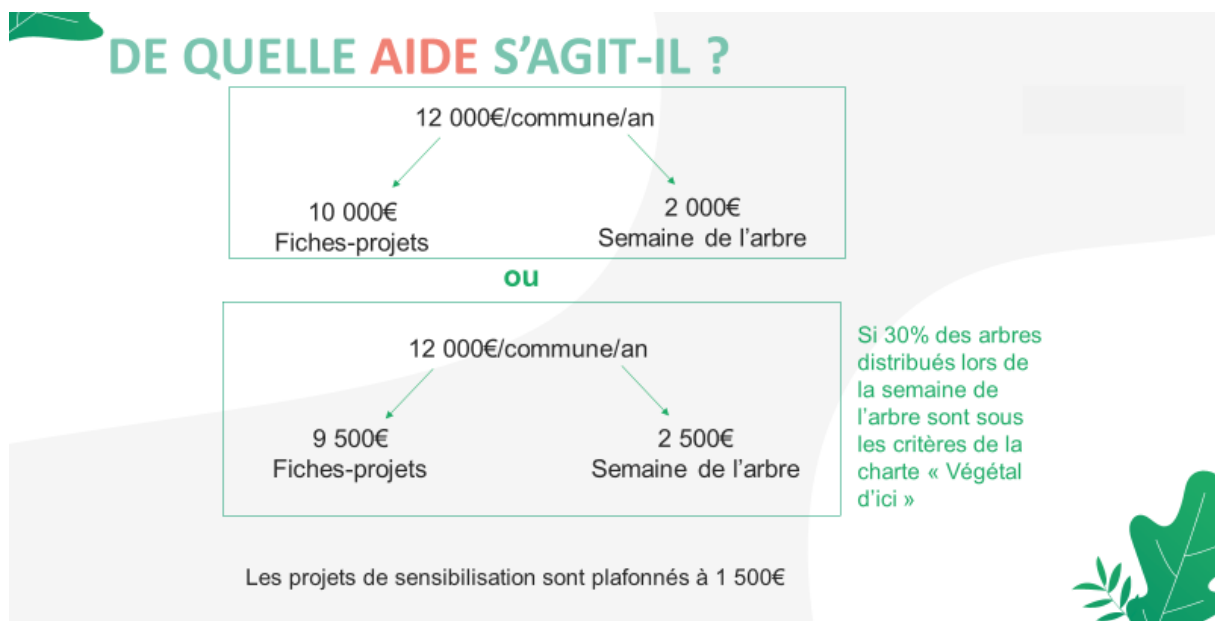 DE QUELLE AIDE S'AGIT-IL ?
12 000€/commune/an
10 000€
Fiches-projets
2 000€
Semaine de l'arbre
ou
12 000€/commune/an
9 500€
Fiches-projets
2 500€
Semaine de l'arbre
Si 30% des arbres
distribués lors de
la semaine de
l'arbre sont sous
les critères de la
charte « Végétal
d'ici »
Les projets de sensibilisation sont plafonnés à 1 500€